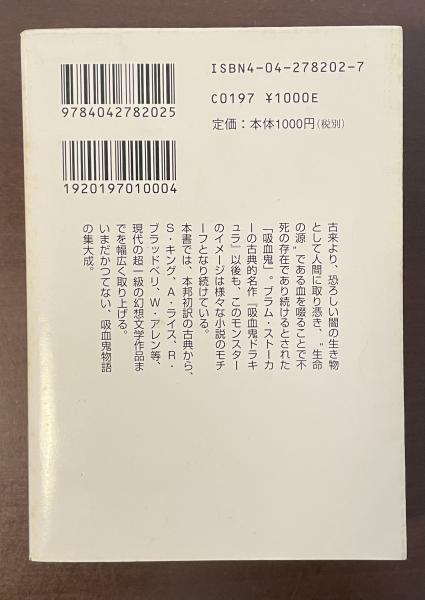 9784042782025
1920197010004
ISBN4-04-278202-7
C0197 ¥1000E
定価：本体1000円(税別)
古来より、恐ろしい闇の生き物
として人間に取り憑き、"生命
の源"である血を啜ることで不
死の存在であり続けるとされた
「吸血鬼」。ブラム・ストーカ
ーの古典的名作『吸血鬼ドラキ
ュラ』以後も、このモンスター
のイメージは様々な小説のモチ
ーフとなり続けている。
本書では、本邦初訳の古典から、
S・キング、A・ライス、R・
ブラッドベリ、W・アレン等、
現代の超一級の幻想文学作品ま
でを幅広く取り上げる。
いまだかつてない、吸血鬼物語
の集大成。